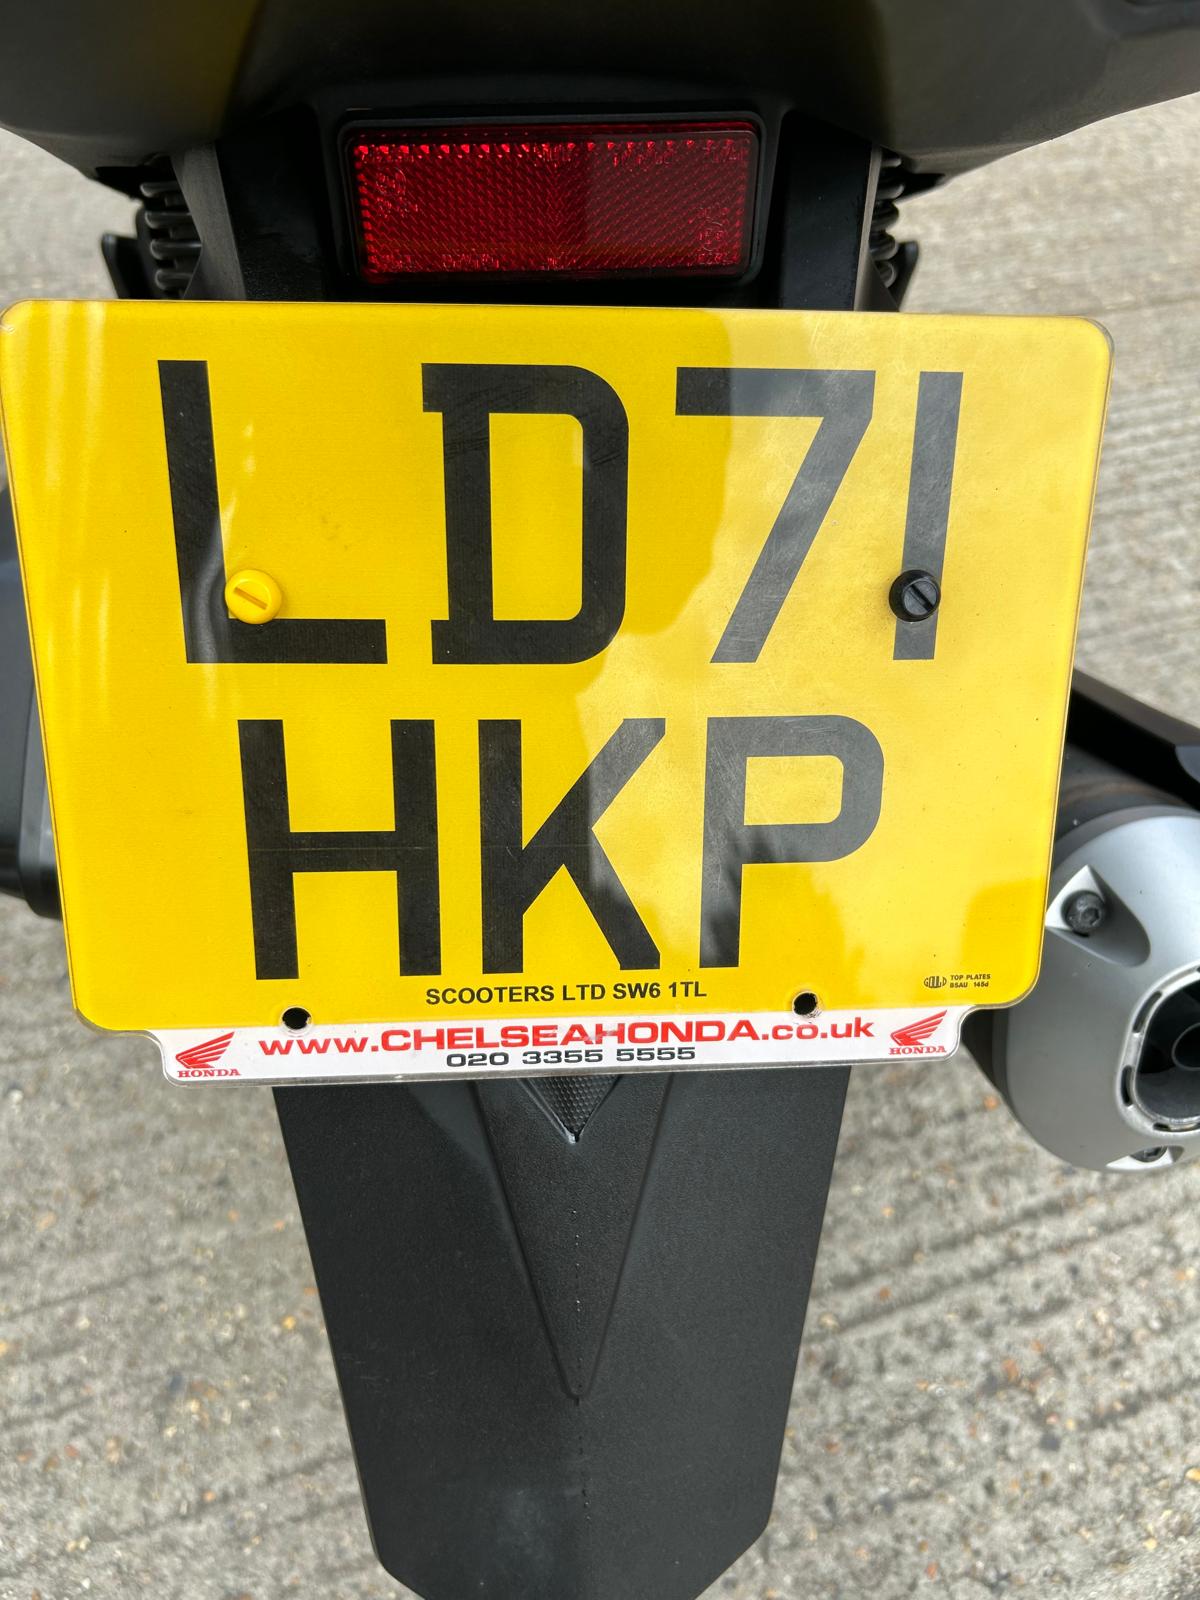 LD71
HKP
SCOOTERS LTD SW6 1TL
GOULD TOP PLATES
BSAU 145d
www.CHELSEAHONDA.co.uk
020 3355 5555
HONDA
HONDA